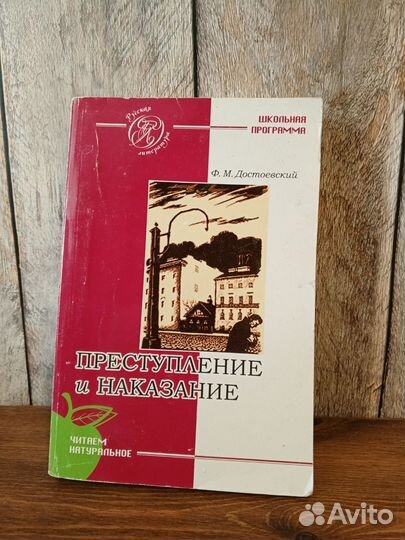 Русская
литература
ШКОЛЬНАЯ
ПРОГРАММА
Ф. М. Достоевский
ПРЕСТУПЛЕНИЕ
и НАКАЗАНИЕ
ЧИТАЕМ
НАТУРАЛЬНОЕ
Avito